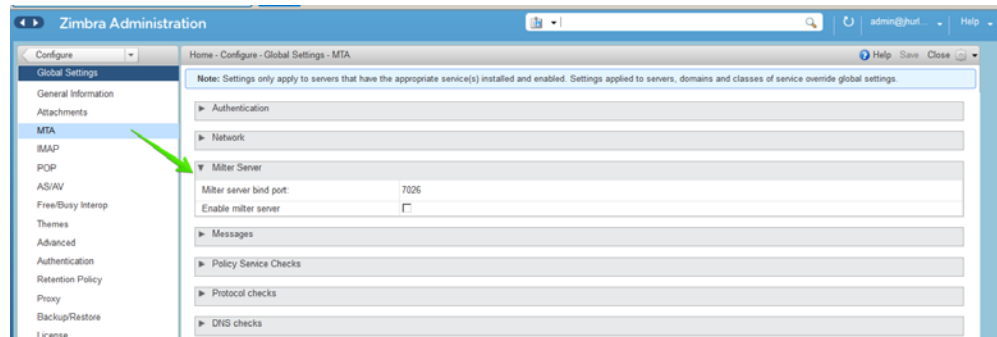 Zimbra Administration
admin@jhurl...
Help
Configure
Home - Configure - Global Settings - MTA
Help Save Close
Global Settings
Note: Settings only apply to servers that have the appropriate service(s) installed and enabled. Settings applied to servers, domains and classes of service override global settings.
General Information
Attachments
Authentication
MTA
Network
IMAP
POP
Milter Server
AS/AV
Milter server bind port: 7026
Free/Busy Interop
Enable milter server
Themes
Messages
Advanced
Authentication
Policy Service Checks
Retention Policy
Protocol checks
Proxy
Backup/Restore
DNS checks
License